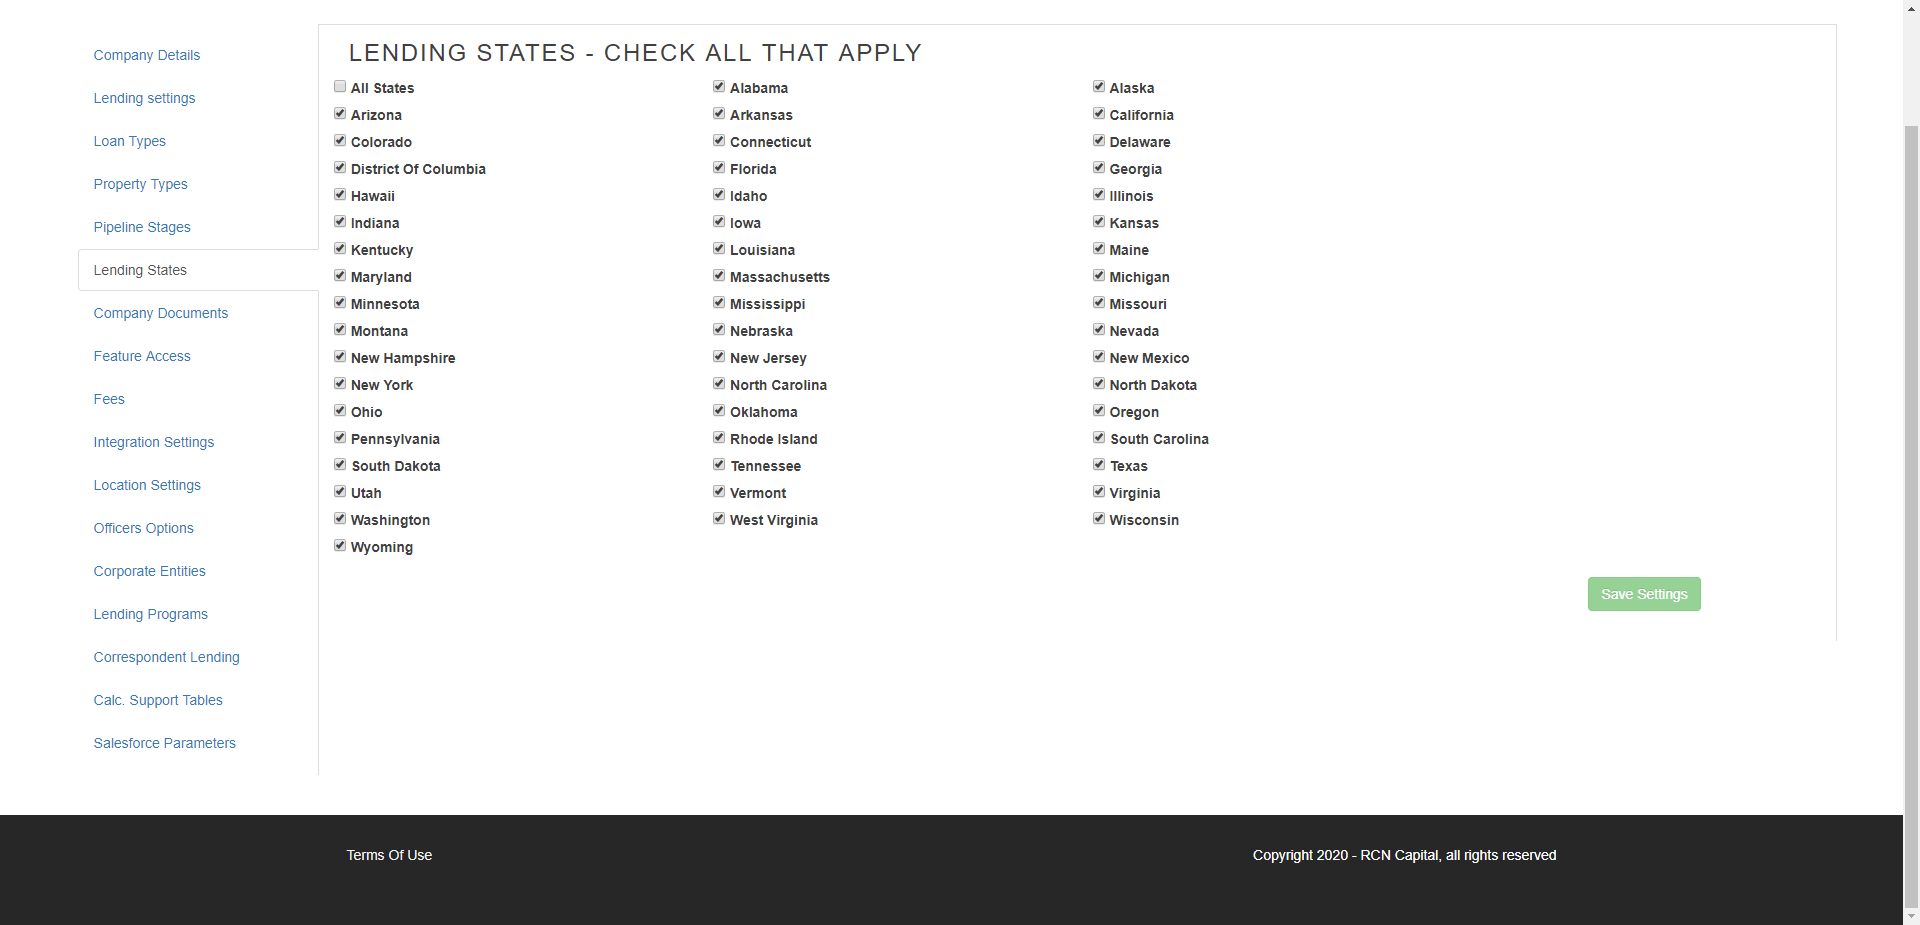 Company Details
Lending settings
Loan Types
Property Types
Pipeline Stages
Lending States
Company Documents
Feature Access
Fees
Integration Settings
Location Settings
Officers Options
Corporate Entities
Lending Programs
Correspondent Lending
Calc. Support Tables
Salesforce Parameters
LENDING STATES - CHECK ALL THAT APPLY
All States Alabama Alaska
Arizona Arkansas California
Colorado Connecticut Delaware
District Of Columbia Florida Georgia
Hawaii Idaho Illinois
Indiana Iowa Kansas
Kentucky Louisiana Maine
Maryland Massachusetts Michigan
Minnesota Mississippi Missouri
Montana Nebraska Nevada
New Hampshire New Jersey New Mexico
New York North Carolina North Dakota
Ohio Oklahoma Oregon
Pennsylvania Rhode Island South Carolina
South Dakota Tennessee Texas
Utah Vermont Virginia
Washington West Virginia Wisconsin
Wyoming
Save Settings
Terms Of Use Copyright 2020 - RCN Capital, all rights reserved